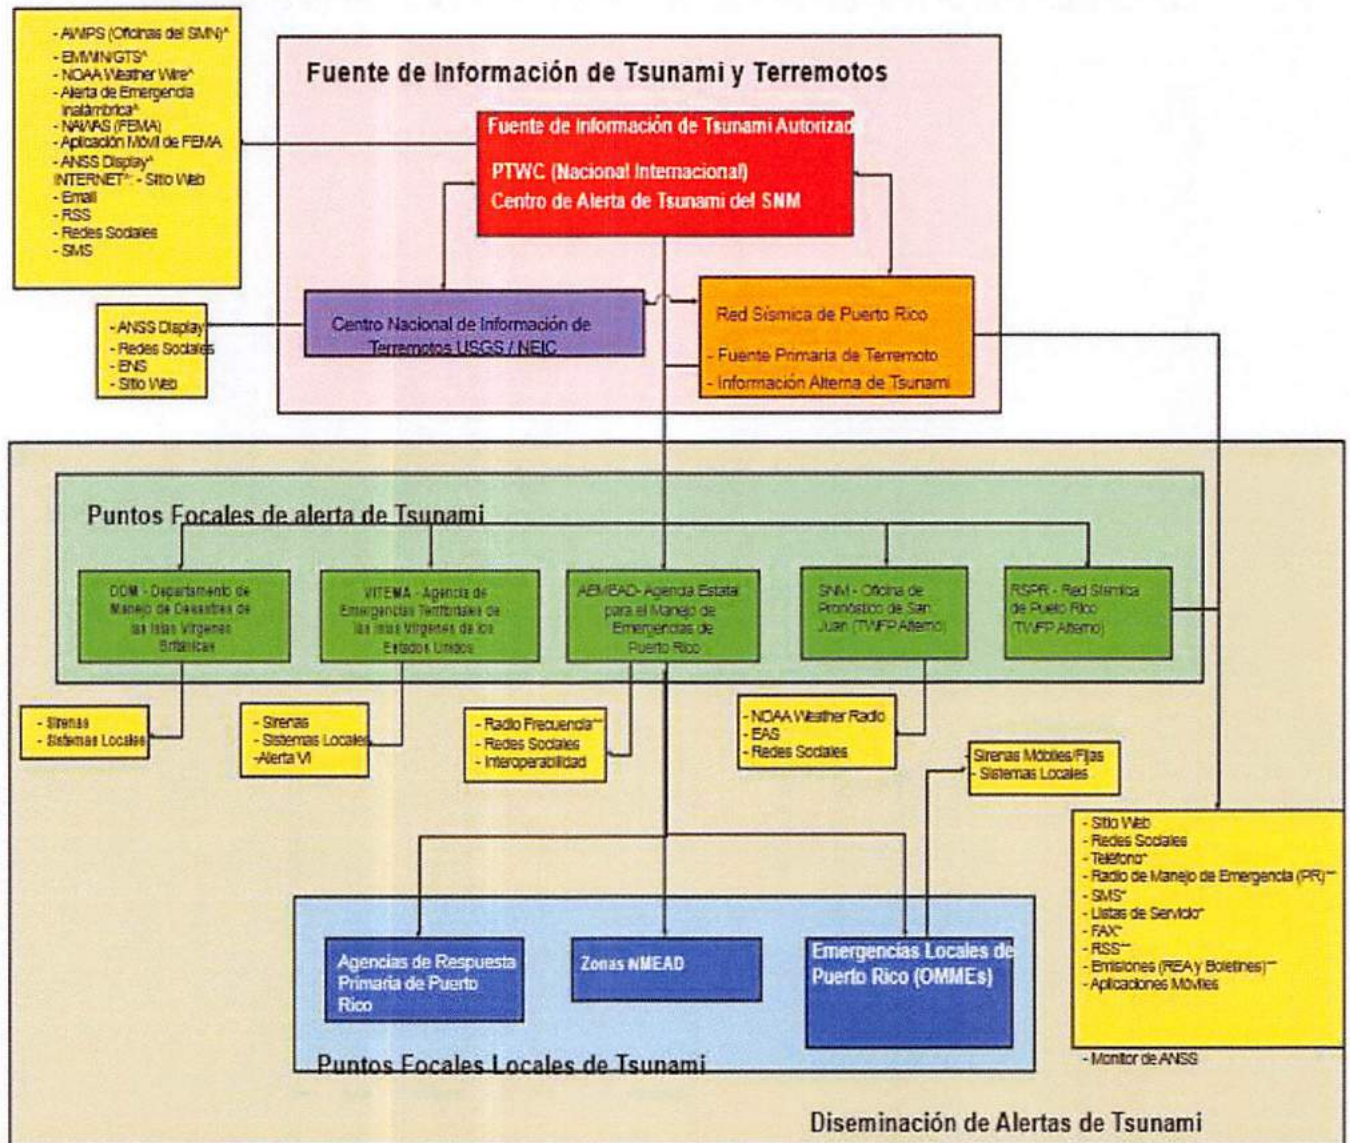 - AWIPS (Oficinas del SMN)^
- EMWIN/GTS^
- NOAA Weather Wire^
- Alerta de Emergencia
Inalámbrica^
- NAWAS (FEMA)
- Aplicación Móvil de FEMA
- ANSS Display^
INTERNET^: - Sitio Web
- Email
- RSS
- Redes Sociales
- SMS
Fuente de Información de Tsunami y Terremotos
Fuente de Información de Tsunami Autorizad
PTWC (Nacional Internacional)
Centro de Alerta de Tsunami del SNM
- ANSS Display
- Redes Sociales
- ENS
- Sitio Web
Centro Nacional de Información de
Terremotos USGS / NEIC
Red Sísmica de Puerto Rico
- Fuente Primaria de Terremoto
- Información Alterna de Tsunami
Puntos Focales de alerta de Tsunami
DDM - Departamento de
Manejo de Desastres de
las Islas Vírgenes
Británicas
VITEMA - Agencia de
Emergencias Territoriales de
las Islas Vírgenes de los
Estados Unidos
AEMEAD- Agencia Estatal
para el Manejo de
Emergencias de
Puerto Rico
SNM - Oficina de
Pronóstico de San
Juan (TWFP Alterno)
RSPR - Red Sísmica
de Puerto Rico
(TWFP Alterno)
- Sirenas
- Sistemas Locales
- Sirenas
- Sistemas Locales
-Alerta VI
- Radio Frecuencia**
- Redes Sociales
- Interoperabilidad
- NOAA Weather Radio
- EAS
- Redes Sociales
- Sirenas Móbiles/Fijas
- Sistemas Locales
- Sitio Web
- Redes Sociales
- Teléfono*
- Radio de Manejo de Emergencia (PR)**
- SMS*
- Listas de Servicio*
- FAX*
- RSS**
- Emisiones (REA y Boletines)**
- Aplicaciones Móviles
- Monitor de ANSS
Agencias de Respuesta
Primaria de Puerto
Rico
Zonas NMEAD
Emergencias Locales de
Puerto Rico (OMMEs)
Puntos Focales Locales de Tsunami
Diseminación de Alertas de Tsunami